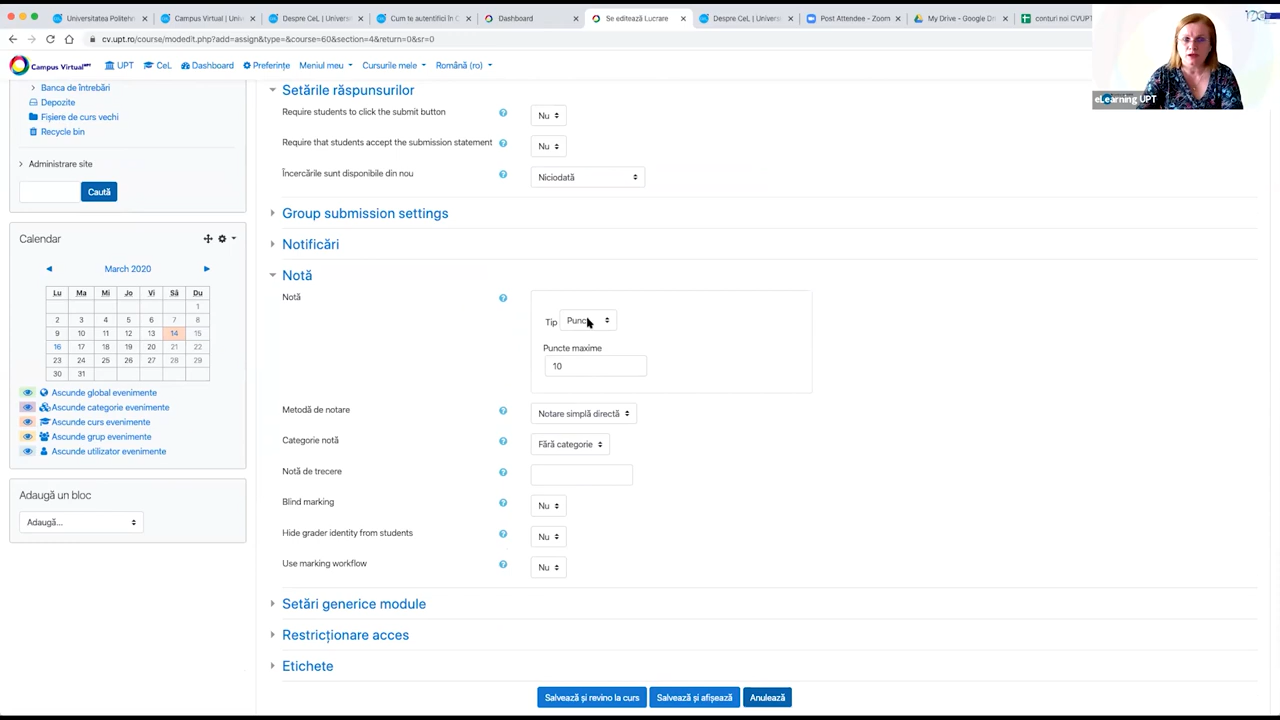 Universitatea Politehn
Campus Virtual | Uni
Despre CeL | Universi
Cum te autentifici în C
Dashboard
Se editează Lucrare
Despre CeL | Universi
Post Attendee - Zoom
My Drive - Google D
conturi noi CVUPT
cv.upt.ro/course/modedit.php?add=assign&type=&course=60&section=4&return=0&sr=0
eLearning UPT
Campus Virtual UPT
UPT
CeL
Dashboard
Preferințe
Meniul meu
Cursurile mele
Română (ro)
Banca de întrebări
Depozite
Fișiere de curs vechi
Recycle bin
Administrare site
Caută
Calendar
March 2020
Lu Ma Mi Jo Vi Sâ Du
1
2 3 4 5 6 7 8
9 10 11 12 13 14 15
16 17 18 19 20 21 22
23 24 25 26 27 28 29
30 31
Ascunde global evenimente
Ascunde categorie evenimente
Ascunde curs evenimente
Ascunde grup evenimente
Ascunde utilizator evenimente
Adaugă un bloc
Adaugă...
Setările răspunsurilor
Require students to click the submit button
Nu
Require that students accept the submission statement
Nu
Încercările sunt disponibile din nou
Niciodată
Group submission settings
Notificări
Notă
Notă
Tip
Punc
Puncte maxime
10
Metodă de notare
Notare simplă directă
Categorie notă
Fără categorie
Notă de trecere
Blind marking
Nu
Hide grader identity from students
Nu
Use marking workflow
Nu
Setări generice module
Restricționare acces
Etichete
Salvează și revino la curs
Salvează și afișează
Anulează